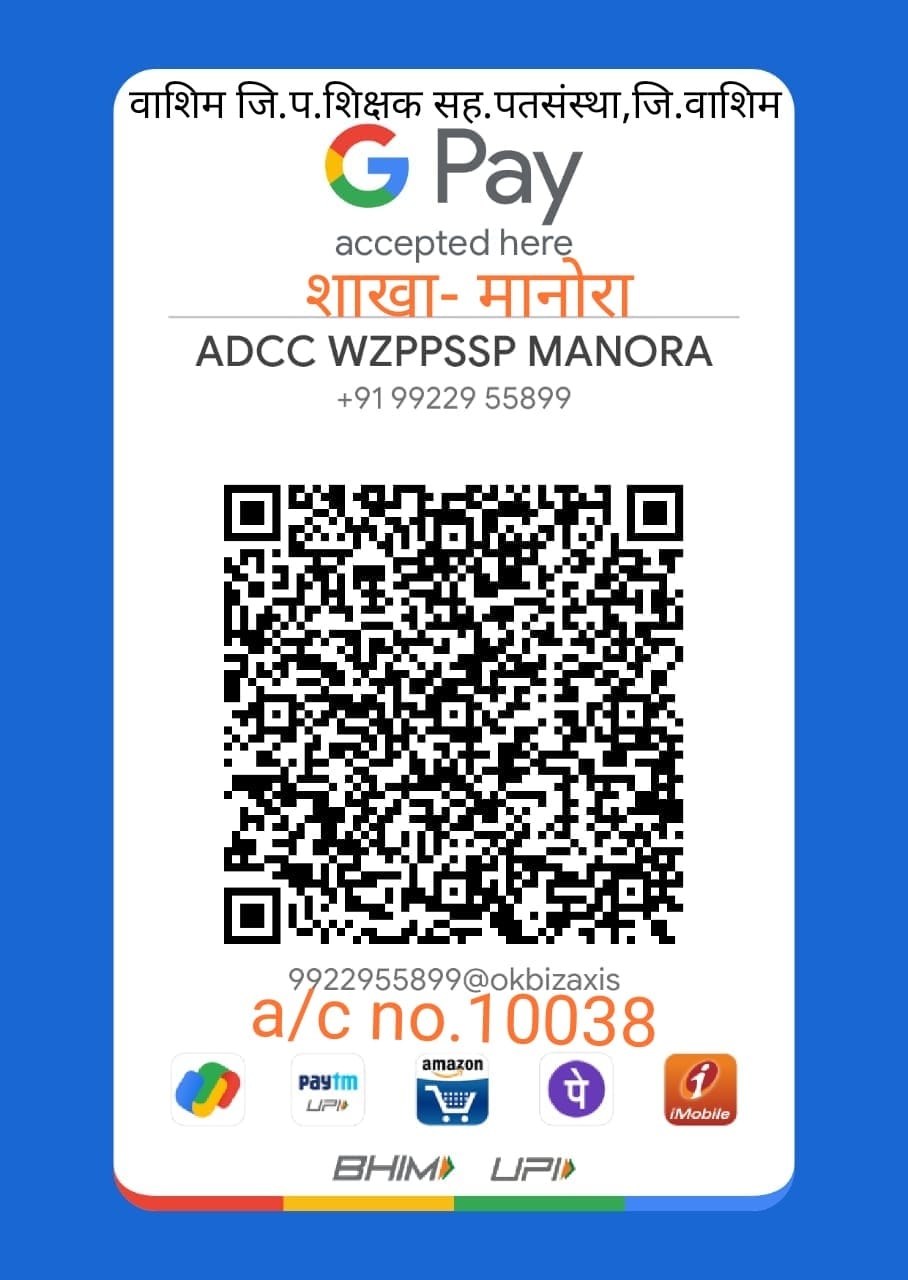 वाशिम जि.प.शिक्षक सह.पतसंस्था,जि.वाशिम
G Pay
accepted here
शाखा- मानोरा
ADCC WZPPSSP MANORA
+91 99229 55899
9922955899@okbizaxis
a/c no.10038
paytm UPI
amazon
पे
i iMobile
BHIM UPI